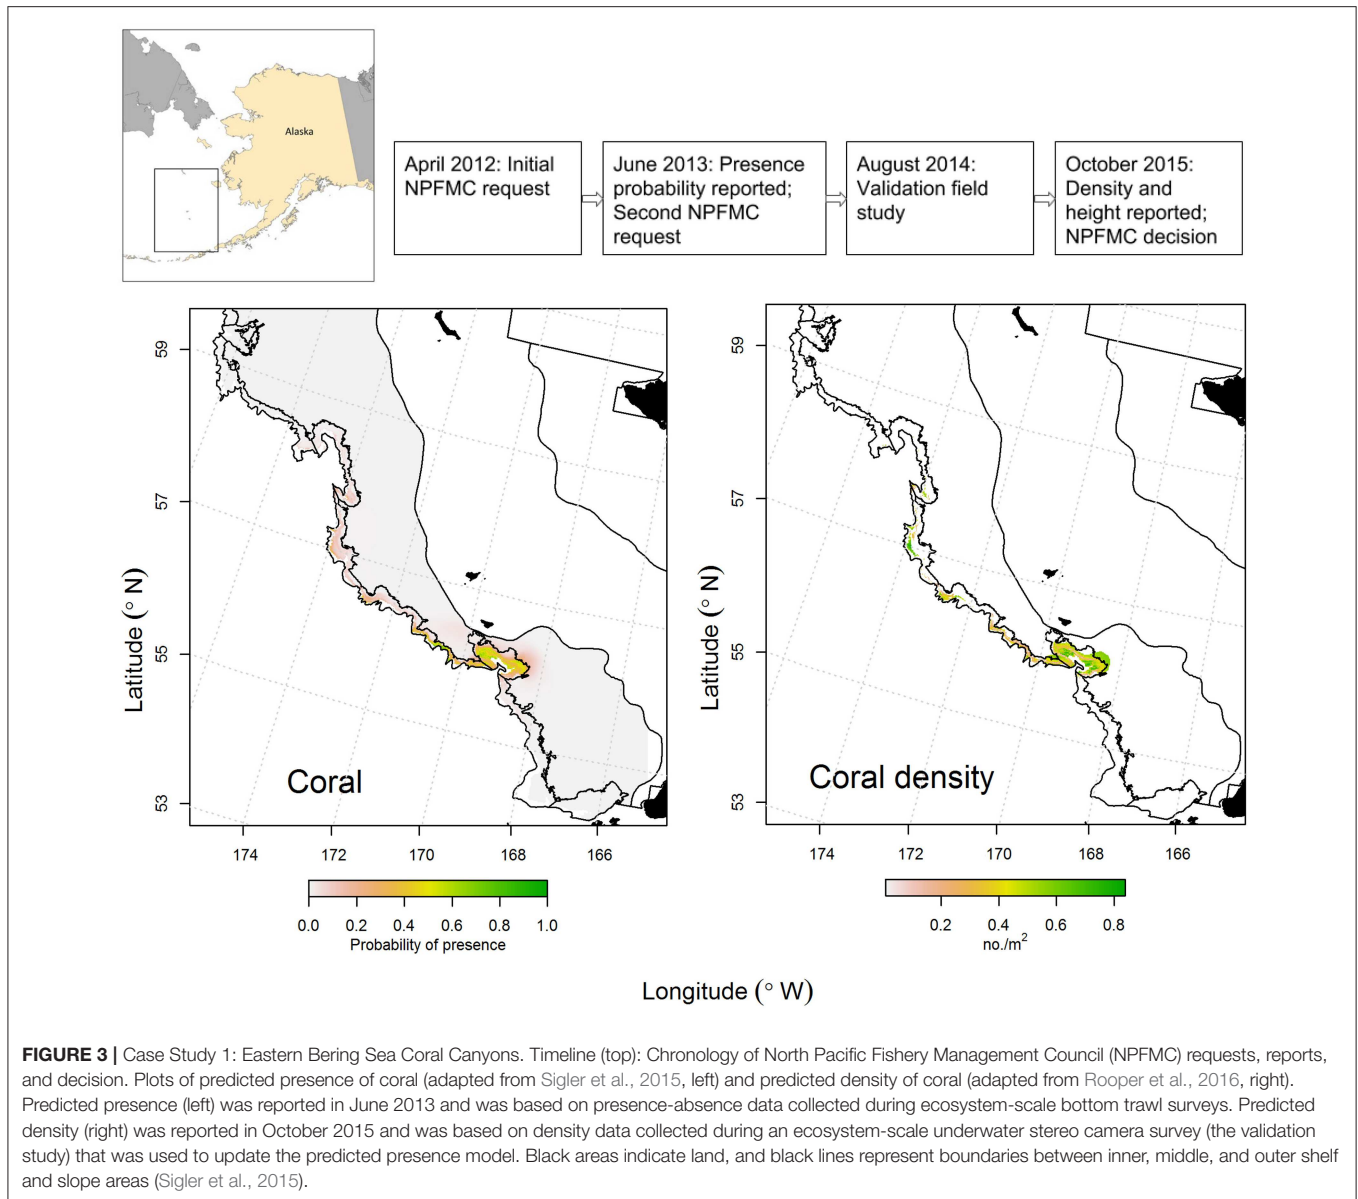 Alaska
April 2012: Initial
NPFMC request
June 2013: Presence
probability reported;
Second NPFMC
request
August 2014:
Validation field
study
October 2015:
Density and
height reported;
NPFMC decision
59
57
55
53
Latitude (° N)
Coral
174
172
170
168
166
0.0
0.2
0.4
0.6
0.8
1.0
Probability of presence
59
57
55
53
Latitude (° N)
Coral density
174
172
170
168
166
0.2
0.4
0.6
0.8
no./m²
Longitude (° W)
FIGURE 3 | Case Study 1: Eastern Bering Sea Coral Canyons. Timeline (top): Chronology of North Pacific Fishery Management Council (NPFMC) requests, reports,
and decision. Plots of predicted presence of coral (adapted from Sigler et al., 2015, left) and predicted density of coral (adapted from Rooper et al., 2016, right).
Predicted presence (left) was reported in June 2013 and was based on presence-absence data collected during ecosystem-scale bottom trawl surveys. Predicted
density (right) was reported in October 2015 and was based on density data collected during an ecosystem-scale underwater stereo camera survey (the validation
study) that was used to update the predicted presence model. Black areas indicate land, and black lines represent boundaries between inner, middle, and outer shelf
and slope areas (Sigler et al., 2015).